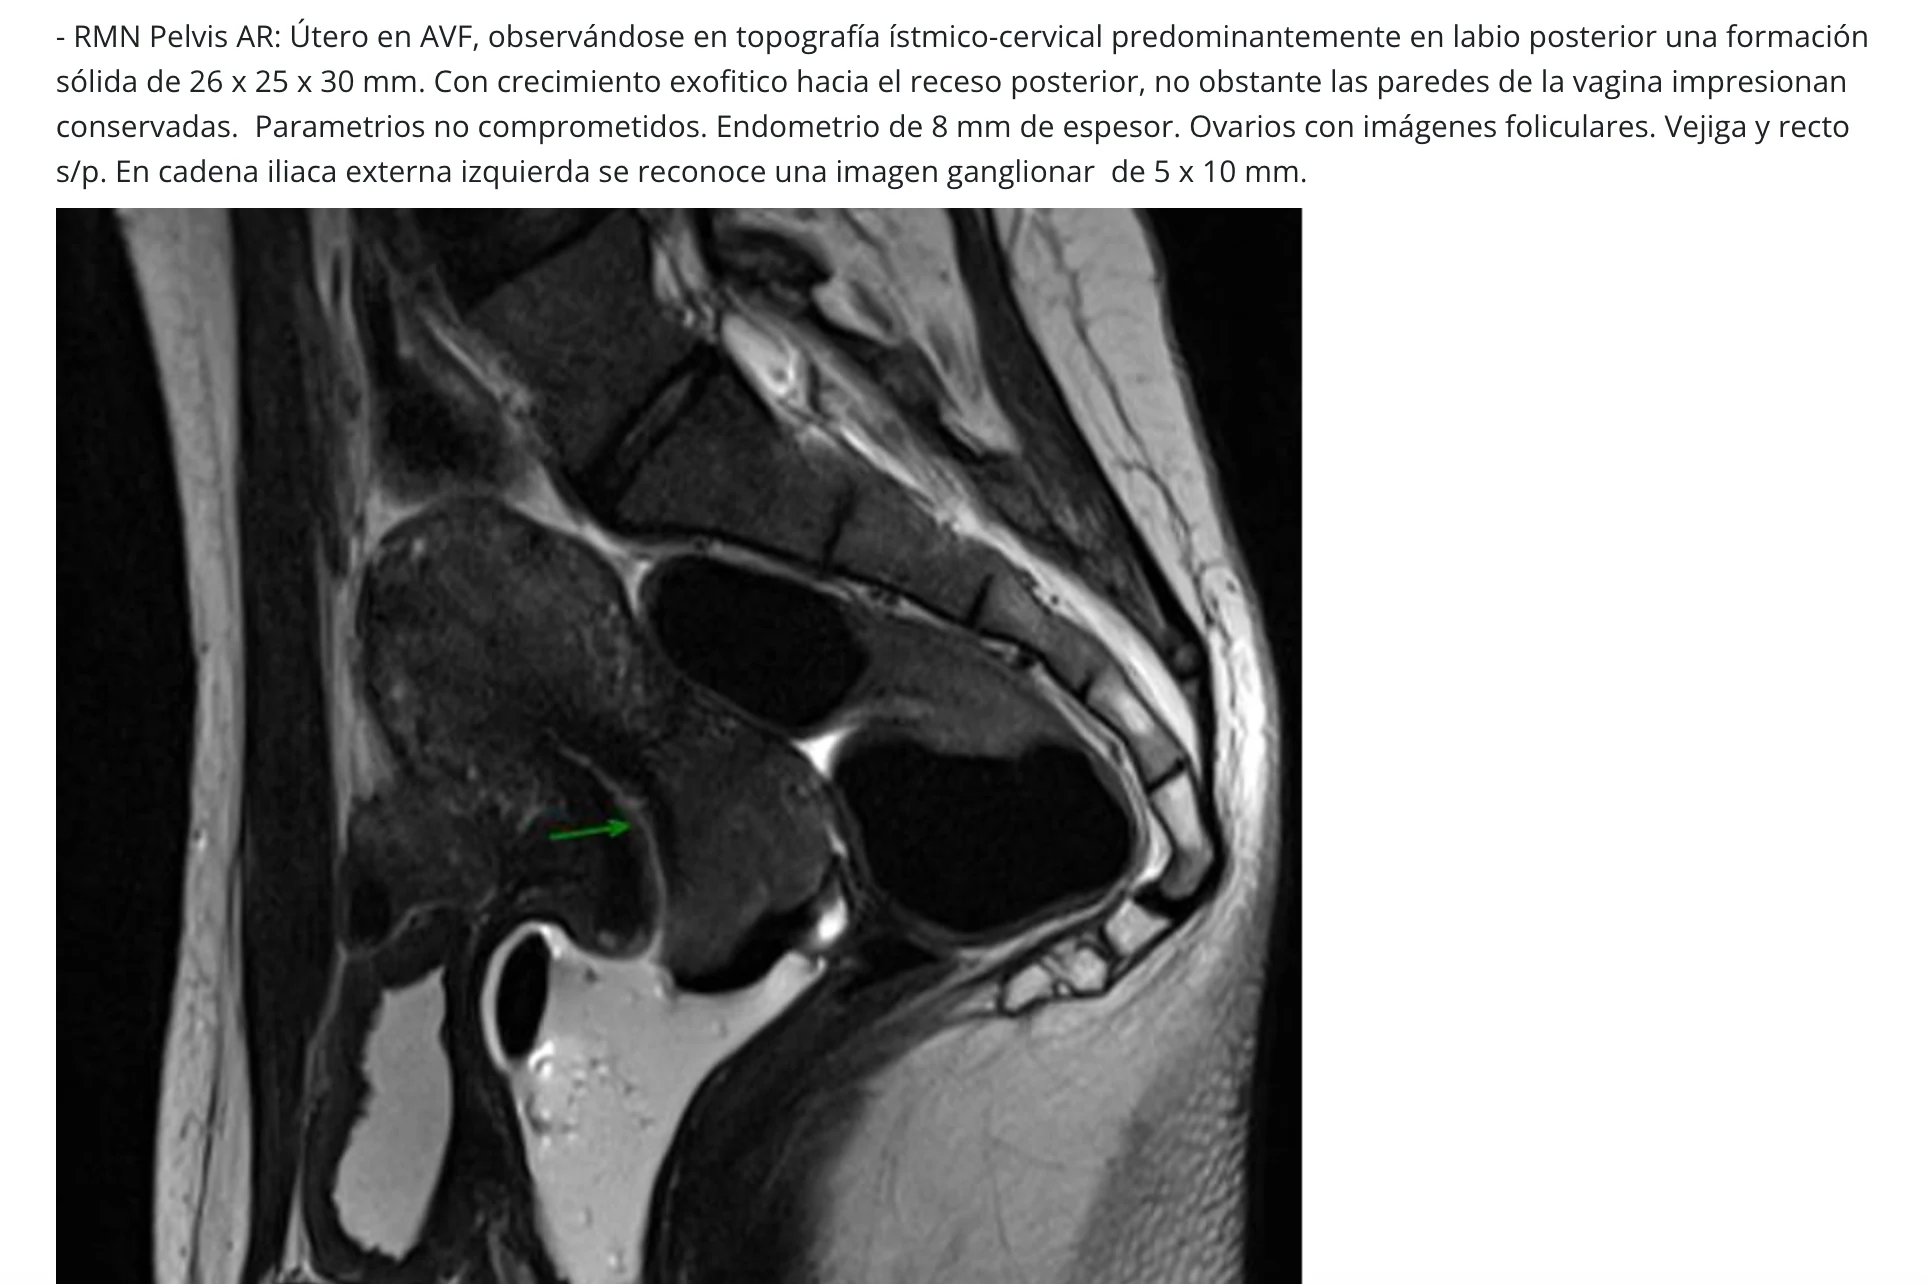 - RMN Pelvis AR: Útero en AVF, observándose en topografía ístmico-cervical predominantemente en labio posterior una formación
sólida de 26 x 25 x 30 mm. Con crecimiento exofitico hacia el receso posterior, no obstante las paredes de la vagina impresionan
conservadas.  Parametrios no comprometidos. Endometrio de 8 mm de espesor. Ovarios con imágenes foliculares. Vejiga y recto
s/p. En cadena iliaca externa izquierda se reconoce una imagen ganglionar  de 5 x 10 mm.